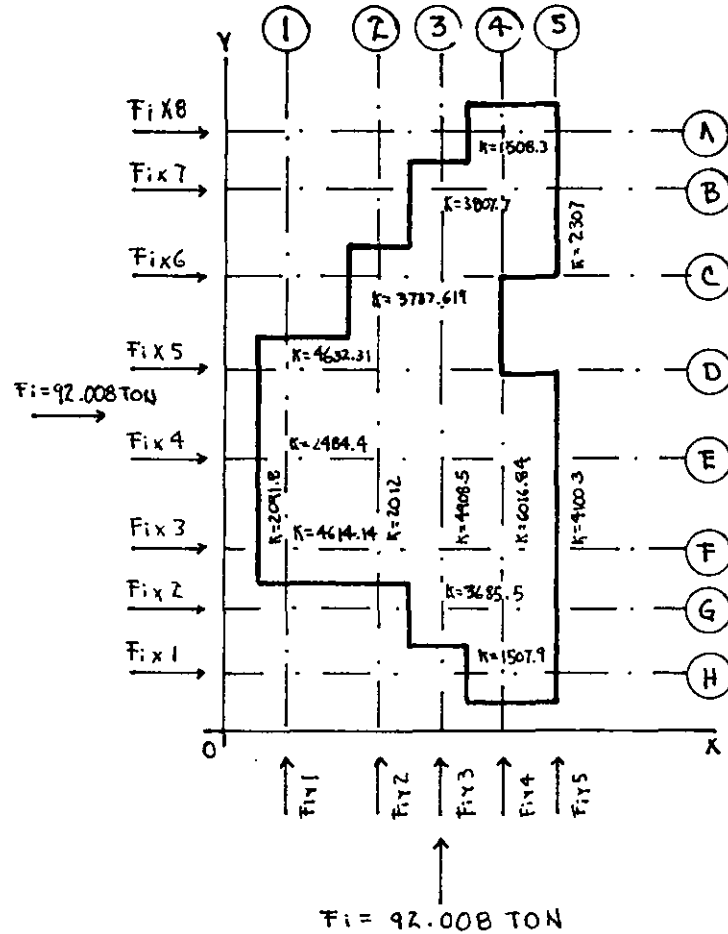 Y
1 2 3 4 5
Fix8
A
K=1508.3
Fix7
B
K=3807.7
K=2307
Fix6
C
K=3787.619
K=4632.31
Fix5
D
Fi=92.008 TON
K=2484.4
Fix4
E
K=2091.8
K=2012
K=4908.5
K=6016.84
K=4100.3
K=4614.14
Fix3
F
Fix2
K=3685.5
G
Fix1
K=1507.9
H
O X
Fiy1 Fiy2 Fiy3 Fiy4 Fiy5
Fi= 92.008 TON